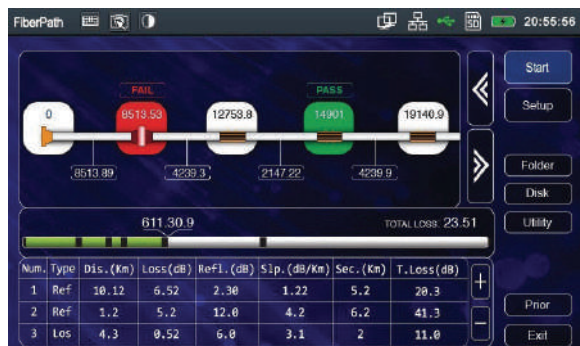 FiberPath 20:55:56
FAIL PASS
0 8513.53 12753.8 14901 19140.9
8513.89 4239.3 2147.22 4239.9
Start
Setup
Folder
Disk
Utility
Prior
Exit
611.30.9 TOTAL LOSS: 23.51
Num. Type Dis.(Km) Loss(dB) Refl.(dB) Slp.(dB/Km) Sec.(Km) T.Loss(dB)
1 Ref 10.12 6.52 2.30 1.22 5.2 20.3
2 Ref 1.2 5.2 12.0 4.2 6.2 41.3
3 Los 4.3 0.52 6.0 3.1 2 11.0